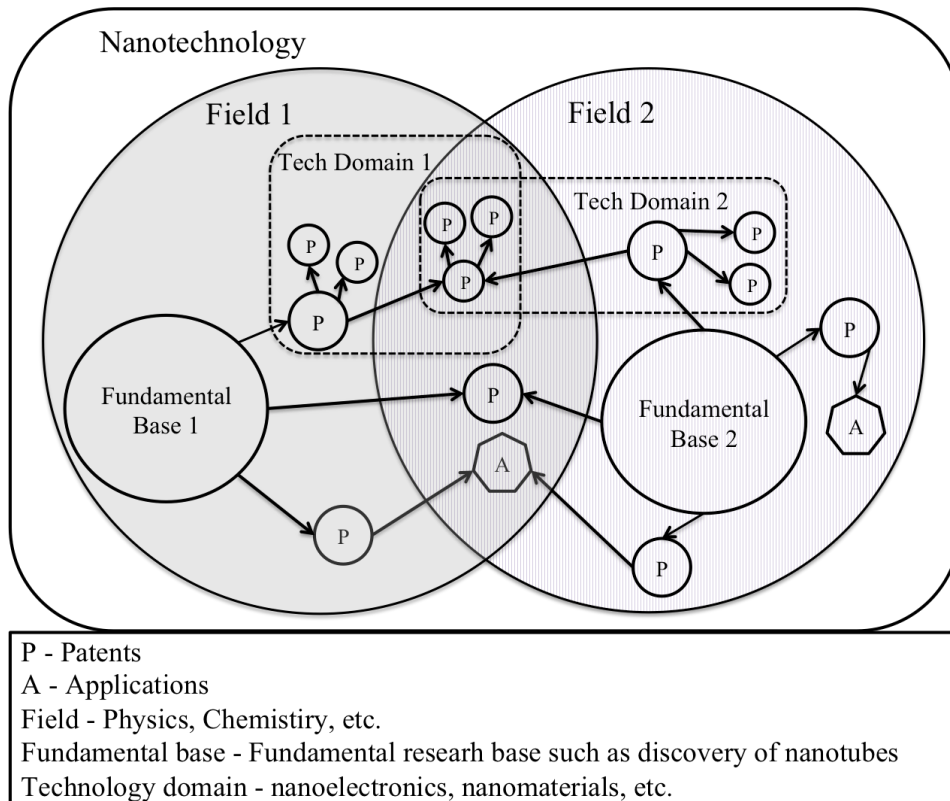 Nanotechnology
Field 1
Field 2
Tech Domain 1
Tech Domain 2
P
P
P
P
P
P
P
P
P
P
P
Fundamental
Base 1
Fundamental
Base 2
P
A
A
P
P
P - Patents
A - Applications
Field - Physics, Chemistiry, etc.
Fundamental base - Fundamental researh base such as discovery of nanotubes
Technology domain - nanoelectronics, nanomaterials, etc.